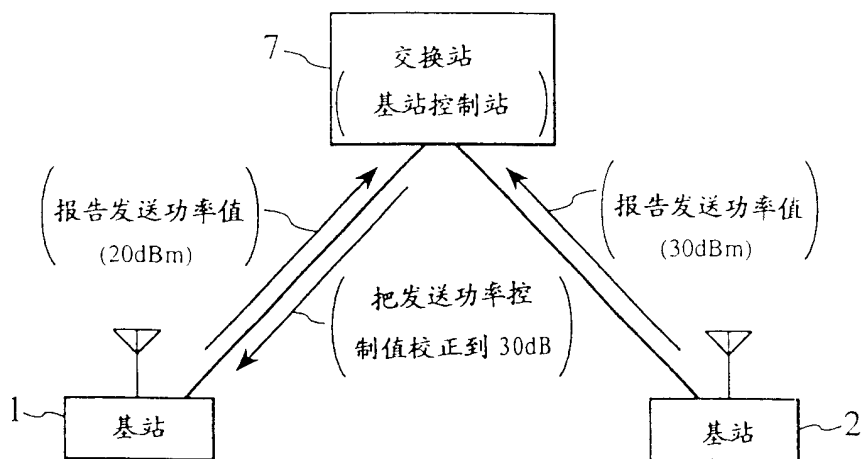 7
交换站
(基站控制站)
报告发送功率值
(20dBm)
报告发送功率值
(30dBm)
把发送功率控
制值校正到 30dB
1
基站
基站
2